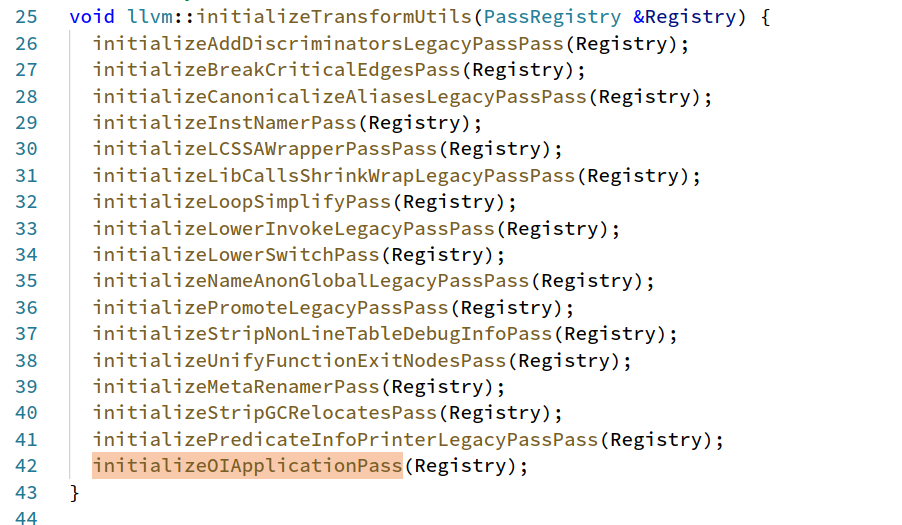 25 void llvm::initializeTransformUtils(PassRegistry &Registry) {
26 initializeAddDiscriminatorsLegacyPassPass(Registry);
27 initializeBreakCriticalEdgesPass(Registry);
28 initializeCanonicalizeAliasesLegacyPassPass(Registry);
29 initializeInstNamerPass(Registry);
30 initializeLCSSAWrapperPassPass(Registry);
31 initializeLibCallsShrinkWrapLegacyPassPass(Registry);
32 initializeLoopSimplifyPass(Registry);
33 initializeLowerInvokeLegacyPassPass(Registry);
34 initializeLowerSwitchPass(Registry);
35 initializeNameAnonGlobalLegacyPassPass(Registry);
36 initializePromoteLegacyPassPass(Registry);
37 initializeStripNonLineTableDebugInfoPass(Registry);
38 initializeUnifyFunctionExitNodesPass(Registry);
39 initializeMetaRenamerPass(Registry);
40 initializeStripGCRelocatesPass(Registry);
41 initializePredicateInfoPrinterLegacyPassPass(Registry);
42 initializeOIApplicationPass(Registry);
43 }
44